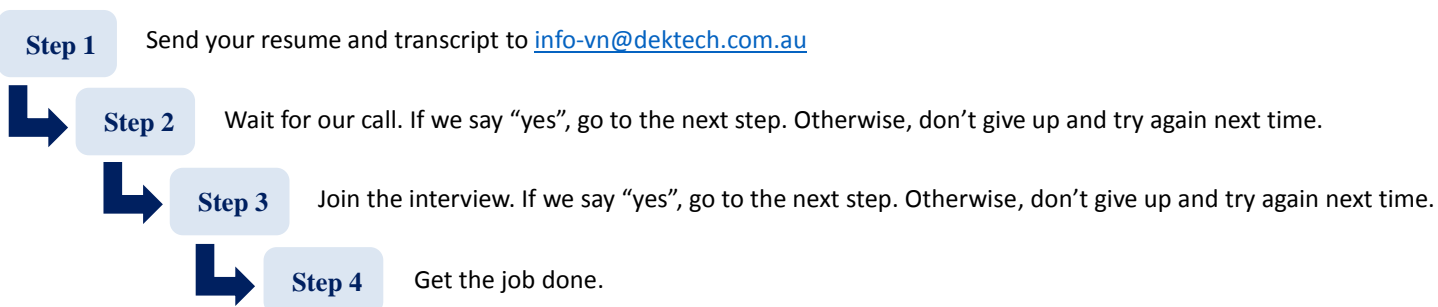 Step 1 Send your resume and transcript to info-vn@dektech.com.au
Step 2 Wait for our call. If we say “yes”, go to the next step. Otherwise, don’t give up and try again next time.
Step 3 Join the interview. If we say “yes”, go to the next step. Otherwise, don’t give up and try again next time.
Step 4 Get the job done.